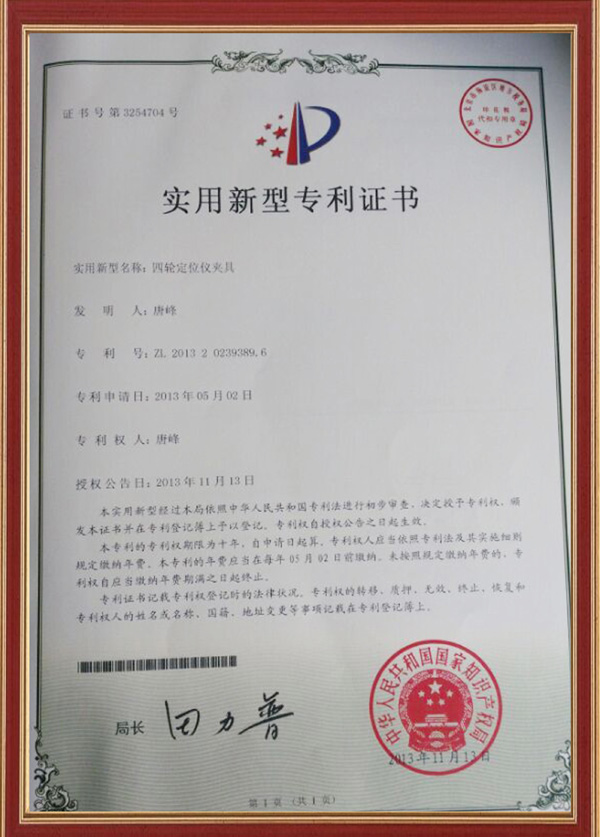 证书号第3254704号
印花税
代扣专用章
实用新型专利证书
实用新型名称：四轮定位仪夹具
发明人：唐峰
专利号：ZL 2013 2 0239389.6
专利申请日：2013年05月02日
专利权人：唐峰
授权公告日：2013年11月13日
本实用新型经过本局依照中华人民共和国专利法进行初步审查，决定授予专利权，颁
发本证书并在专利登记簿上予以登记。专利权自授权公告之日起生效。
本专利的专利权期限为十年，自申请日起算。专利权人应当依照专利法及其实施细则
规定缴纳年费。本专利的年费应当在每年05月02日前缴纳。未按照规定缴纳年费的，专
利权自应当缴纳年费期满之日起终止。
专利证书记载专利权登记时的法律状况。专利权的转移、质押、无效、终止、恢复和
专利权人的姓名或名称、国籍、地址变更等事项记载在专利登记簿上。
局长 田力普
中华人民共和国国家知识产权局
2013年11月13日
第1页（共1页）